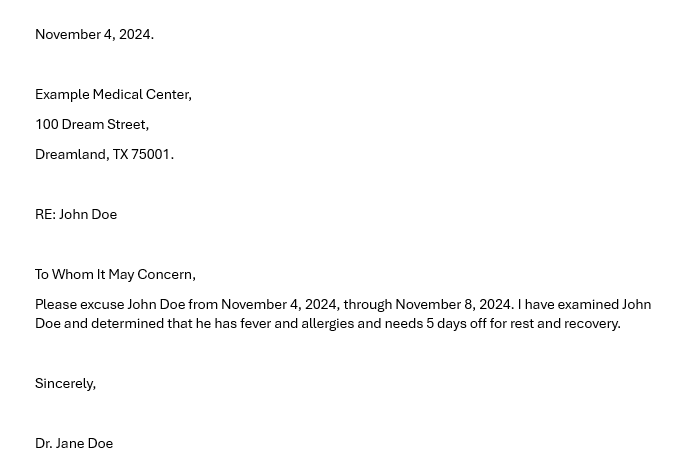 November 4, 2024.
Example Medical Center,
100 Dream Street,
Dreamland, TX 75001.
RE: John Doe
To Whom It May Concern,
Please excuse John Doe from November 4, 2024, through November 8, 2024. I have examined John
Doe and determined that he has fever and allergies and needs 5 days off for rest and recovery.
Sincerely,
Dr. Jane Doe